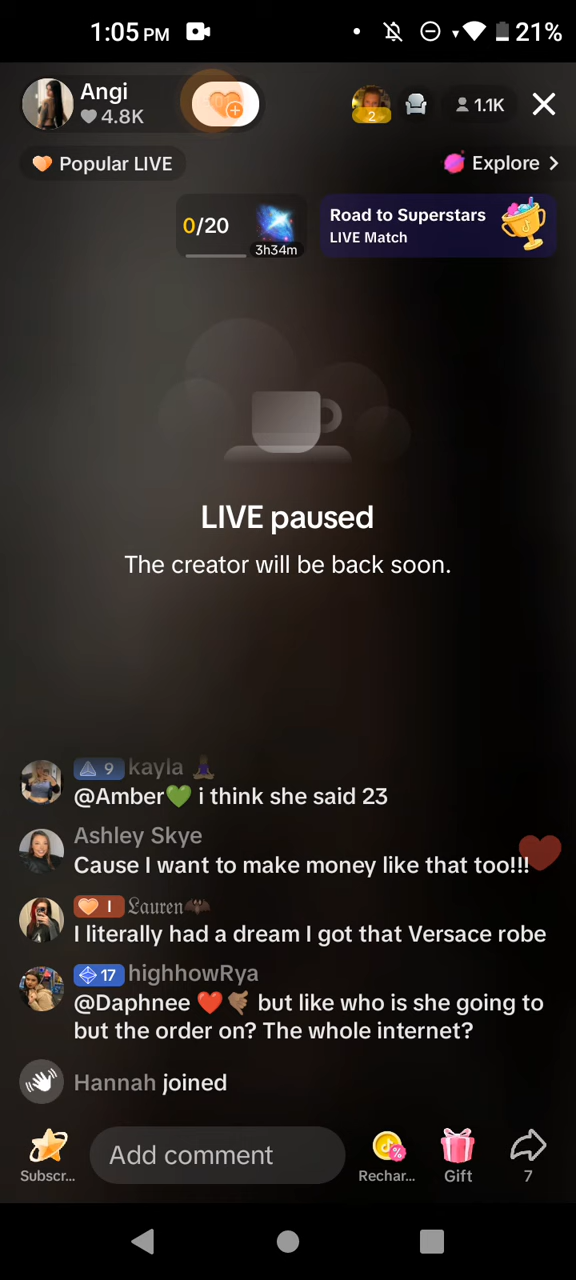 1:05 PM
21%
Angi
4.8K
2
1.1K
Popular LIVE
Explore >
0/20
3h34m
Road to Superstars
LIVE Match
LIVE paused
The creator will be back soon.
9 kayla
@Amber💚 i think she said 23
Ashley Skye
Cause I want to make money like that too!!!
I 𝔏𝔞𝔲𝔯𝔢𝔫🦇
I literally had a dream I got that Versace robe
17 highhowRya
@Daphnee ❤️🤙🏽 but like who is she going to
but the order on? The whole internet?
Hannah joined
Subscr...
Add comment
Rechar...
Gift
7